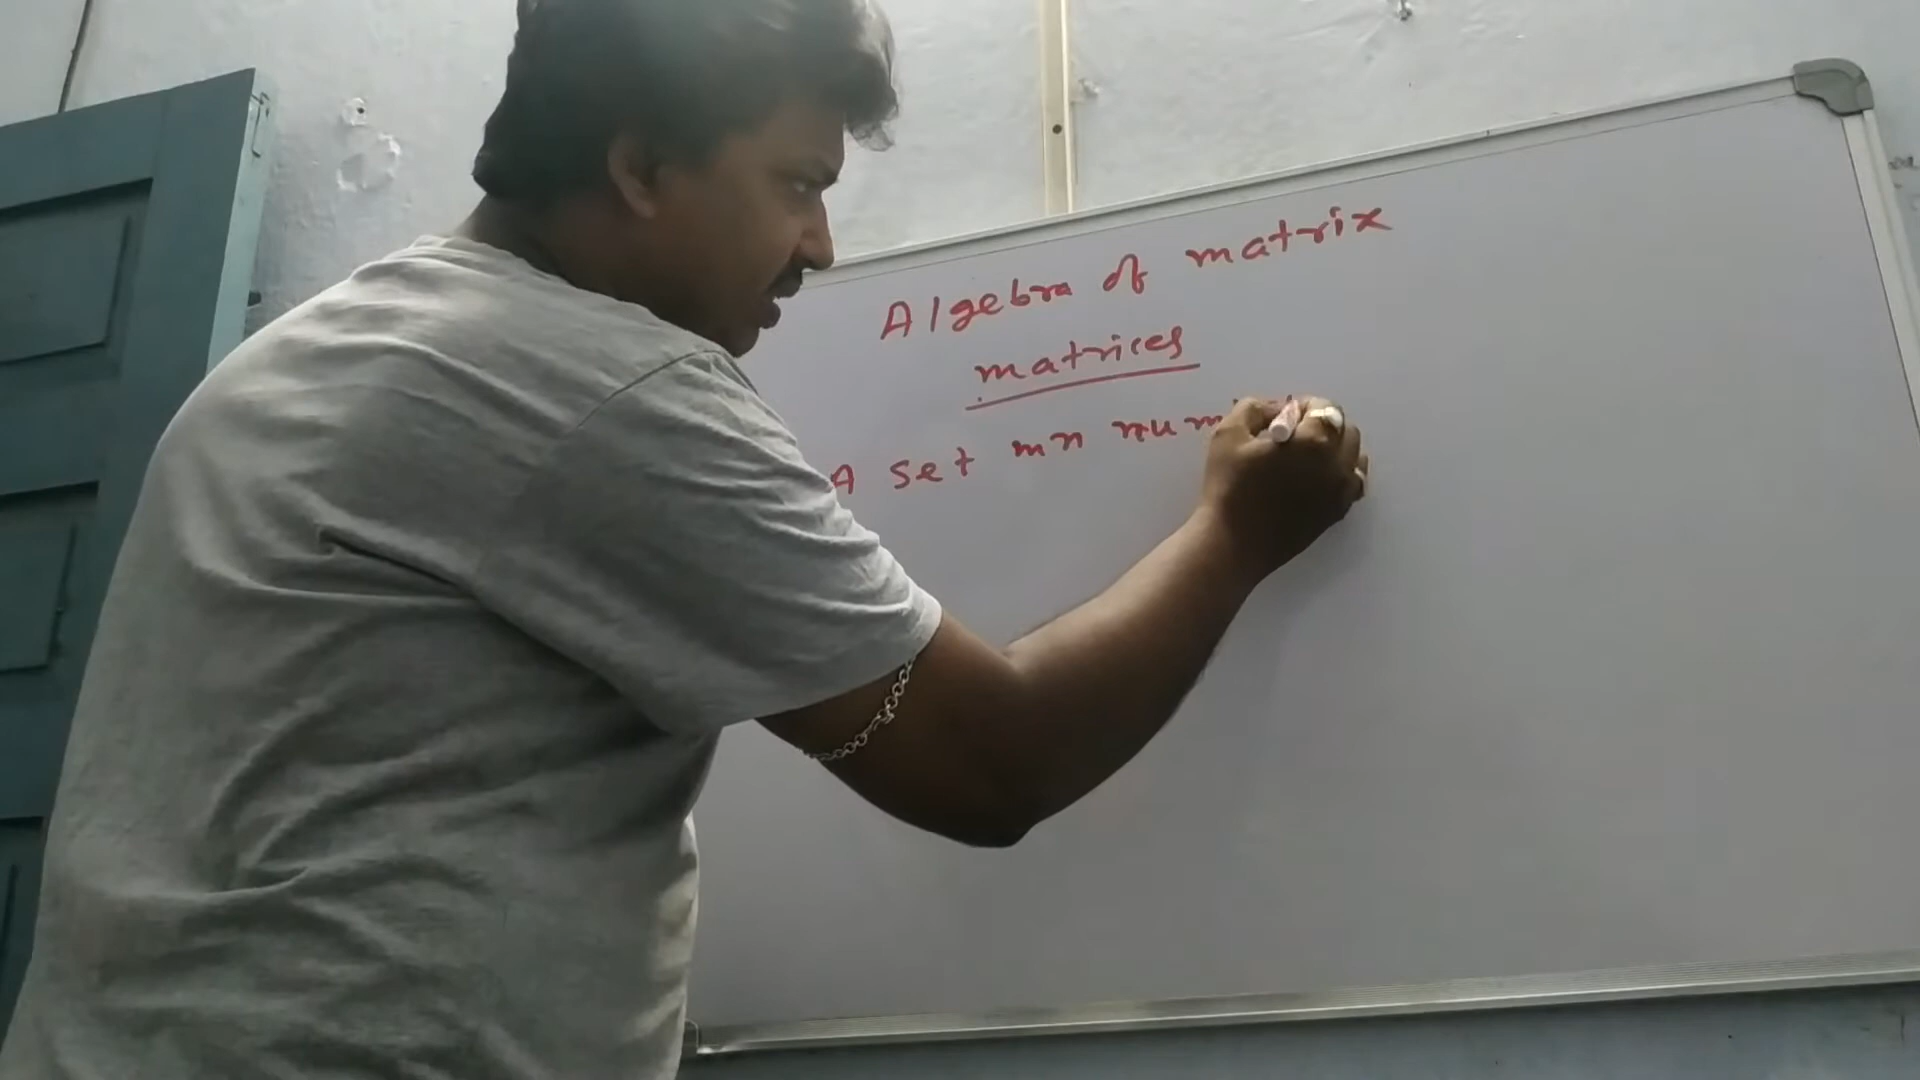 Algebra of matrix
matrices
A set mn